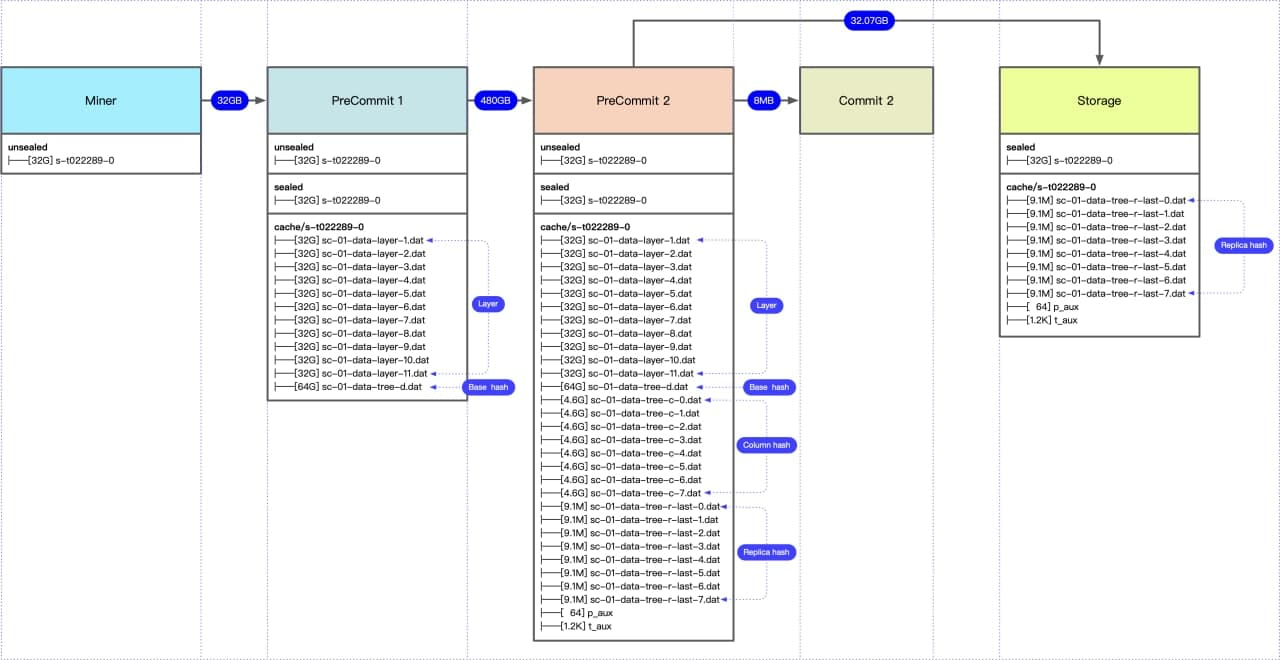 32.07GB
Miner
32GB
PreCommit 1
480GB
PreCommit 2
8MB
Commit 2
Storage
unsealed
[32G] s-t022289-0
unsealed
[32G] s-t022289-0
sealed
[32G] s-t022289-0
cache/s-t022289-0
[32G] sc-01-data-layer-1.dat
[32G] sc-01-data-layer-2.dat
[32G] sc-01-data-layer-3.dat
[32G] sc-01-data-layer-4.dat
[32G] sc-01-data-layer-5.dat
[32G] sc-01-data-layer-6.dat
[32G] sc-01-data-layer-7.dat
[32G] sc-01-data-layer-8.dat
[32G] sc-01-data-layer-9.dat
[32G] sc-01-data-layer-10.dat
[32G] sc-01-data-layer-11.dat
[64G] sc-01-data-tree-d.dat
Layer
Base hash
unsealed
[32G] s-t022289-0
sealed
[32G] s-t022289-0
cache/s-t022289-0
[32G] sc-01-data-layer-1.dat
[32G] sc-01-data-layer-2.dat
[32G] sc-01-data-layer-3.dat
[32G] sc-01-data-layer-4.dat
[32G] sc-01-data-layer-5.dat
[32G] sc-01-data-layer-6.dat
[32G] sc-01-data-layer-7.dat
[32G] sc-01-data-layer-8.dat
[32G] sc-01-data-layer-9.dat
[32G] sc-01-data-layer-10.dat
[32G] sc-01-data-layer-11.dat
[64G] sc-01-data-tree-d.dat
[4.6G] sc-01-data-tree-c-0.dat
[4.6G] sc-01-data-tree-c-1.dat
[4.6G] sc-01-data-tree-c-2.dat
[4.6G] sc-01-data-tree-c-3.dat
[4.6G] sc-01-data-tree-c-4.dat
[4.6G] sc-01-data-tree-c-5.dat
[4.6G] sc-01-data-tree-c-6.dat
[4.6G] sc-01-data-tree-c-7.dat
[9.1M] sc-01-data-tree-r-last-0.dat
[9.1M] sc-01-data-tree-r-last-1.dat
[9.1M] sc-01-data-tree-r-last-2.dat
[9.1M] sc-01-data-tree-r-last-3.dat
[9.1M] sc-01-data-tree-r-last-4.dat
[9.1M] sc-01-data-tree-r-last-5.dat
[9.1M] sc-01-data-tree-r-last-6.dat
[9.1M] sc-01-data-tree-r-last-7.dat
[ 64] p_aux
[1.2K] t_aux
Layer
Base hash
Column hash
Replica hash
sealed
[32G] s-t022289-0
cache/s-t022289-0
[9.1M] sc-01-data-tree-r-last-0.dat
[9.1M] sc-01-data-tree-r-last-1.dat
[9.1M] sc-01-data-tree-r-last-2.dat
[9.1M] sc-01-data-tree-r-last-3.dat
[9.1M] sc-01-data-tree-r-last-4.dat
[9.1M] sc-01-data-tree-r-last-5.dat
[9.1M] sc-01-data-tree-r-last-6.dat
[9.1M] sc-01-data-tree-r-last-7.dat
[ 64] p_aux
[1.2K] t_aux
Replica hash